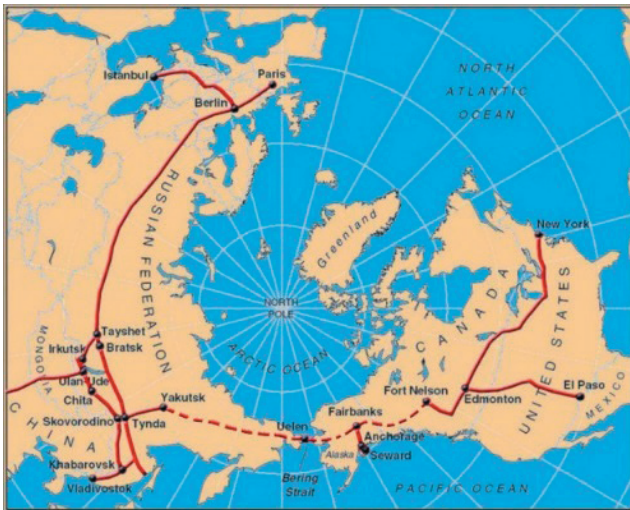 NORTH
ATLANTIC
OCEAN
Istanbul
Paris
Berlin
RUSSIAN FEDERATION
Greenland
New York
NORTH
POLE
CANADA
UNITED STATES
ARCTIC OCEAN
MONGOLIA
Tayshet
Bratsk
Irkutsk
Ulan-Ude
Chita
CHINA
Skovorodino
Tynda
Yakutsk
Uelen
Fairbanks
Fort Nelson
Edmonton
El Paso
MEXICO
Anchorage
Seward
Alaska
Khabarovsk
Vladivostok
Bering
Strait
PACIFIC OCEAN